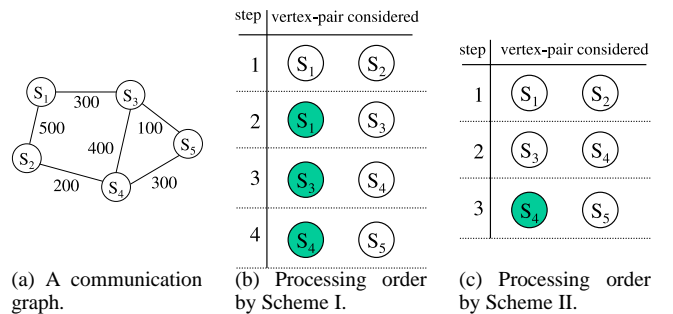 S1
300
S3
500
100
400
S5
S2
200
300
S4
(a) A communication
graph.
step vertex-pair considered
1 S1 S2
2 S1 S3
3 S3 S4
4 S4 S5
(b) Processing order
by Scheme I.
step vertex-pair considered
1 S1 S2
2 S3 S4
3 S4 S5
(c) Processing order
by Scheme II.